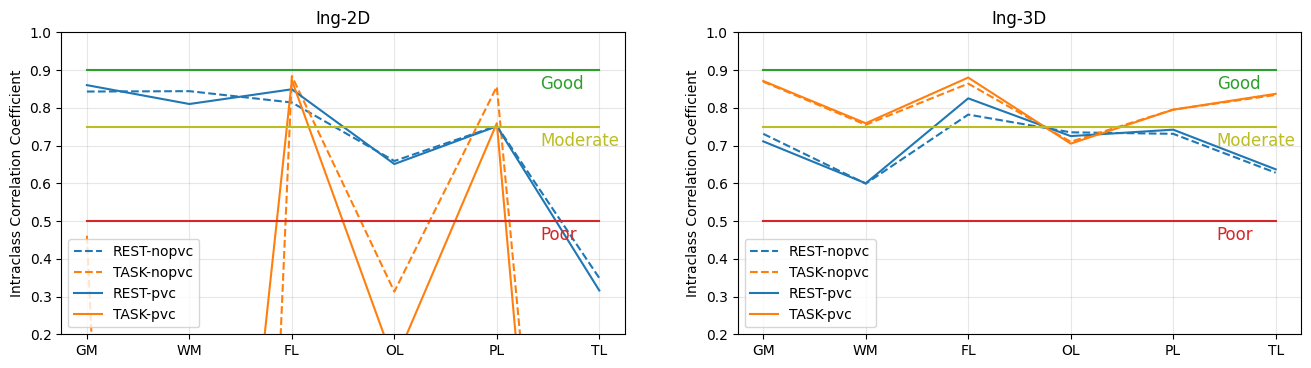 Ing-2D
Intraclass Correlation Coefficient
1.0
0.9
0.8
0.7
0.6
0.5
0.4
0.3
0.2
Good
Moderate
Poor
REST-nopvc
TASK-nopvc
REST-pvc
TASK-pvc
GM WM FL OL PL TL
Ing-3D
Intraclass Correlation Coefficient
1.0
0.9
0.8
0.7
0.6
0.5
0.4
0.3
0.2
Good
Moderate
Poor
REST-nopvc
TASK-nopvc
REST-pvc
TASK-pvc
GM WM FL OL PL TL